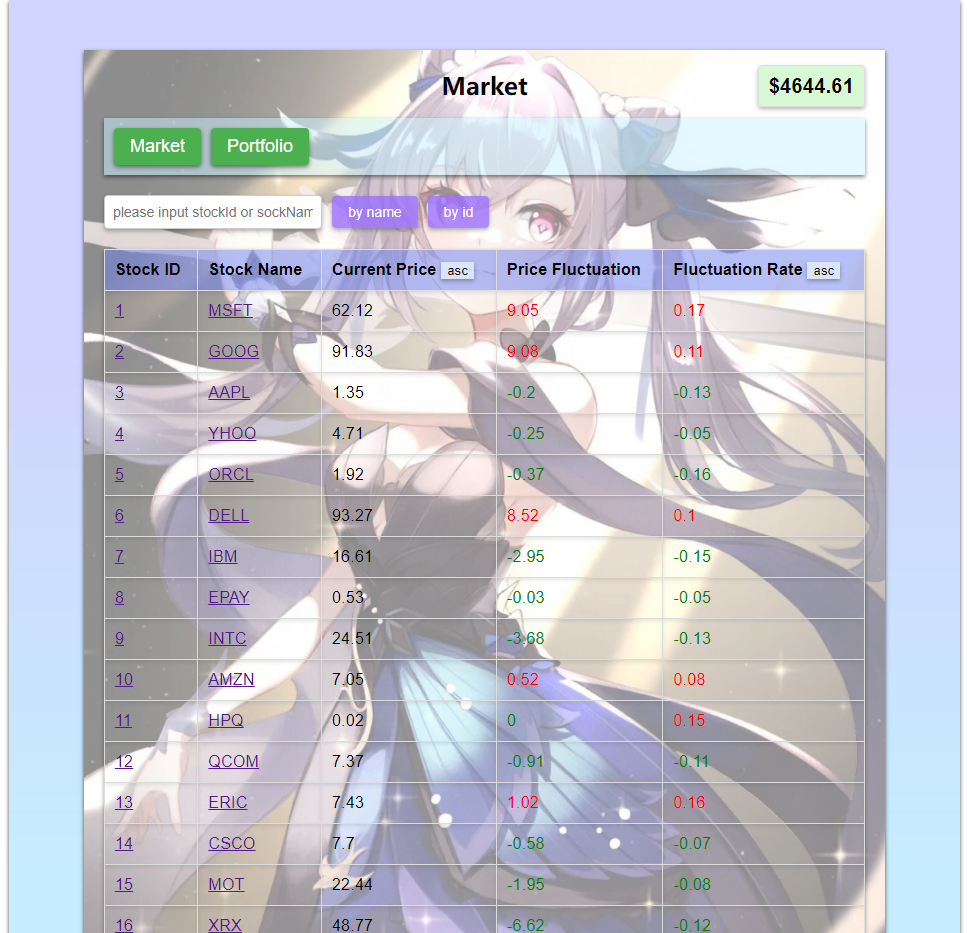 Market
$4644.61
Market Portfolio
please input stockId or sockNam by name by id
Stock ID Stock Name Current Price asc Price Fluctuation Fluctuation Rate asc
1 MSFT 62.12 9.05 0.17
2 GOOG 91.83 9.08 0.11
3 AAPL 1.35 -0.2 -0.13
4 YHOO 4.71 -0.25 -0.05
5 ORCL 1.92 -0.37 -0.16
6 DELL 93.27 8.52 0.1
7 IBM 16.61 -2.95 -0.15
8 EPAY 0.53 -0.03 -0.05
9 INTC 24.51 -3.68 -0.13
10 AMZN 7.05 0.52 0.08
11 HPQ 0.02 0 0.15
12 QCOM 7.37 -0.91 -0.11
13 ERIC 7.43 1.02 0.16
14 CSCO 7.7 -0.58 -0.07
15 MOT 22.44 -1.95 -0.08
16 XRX 48.77 -6.62 -0.12